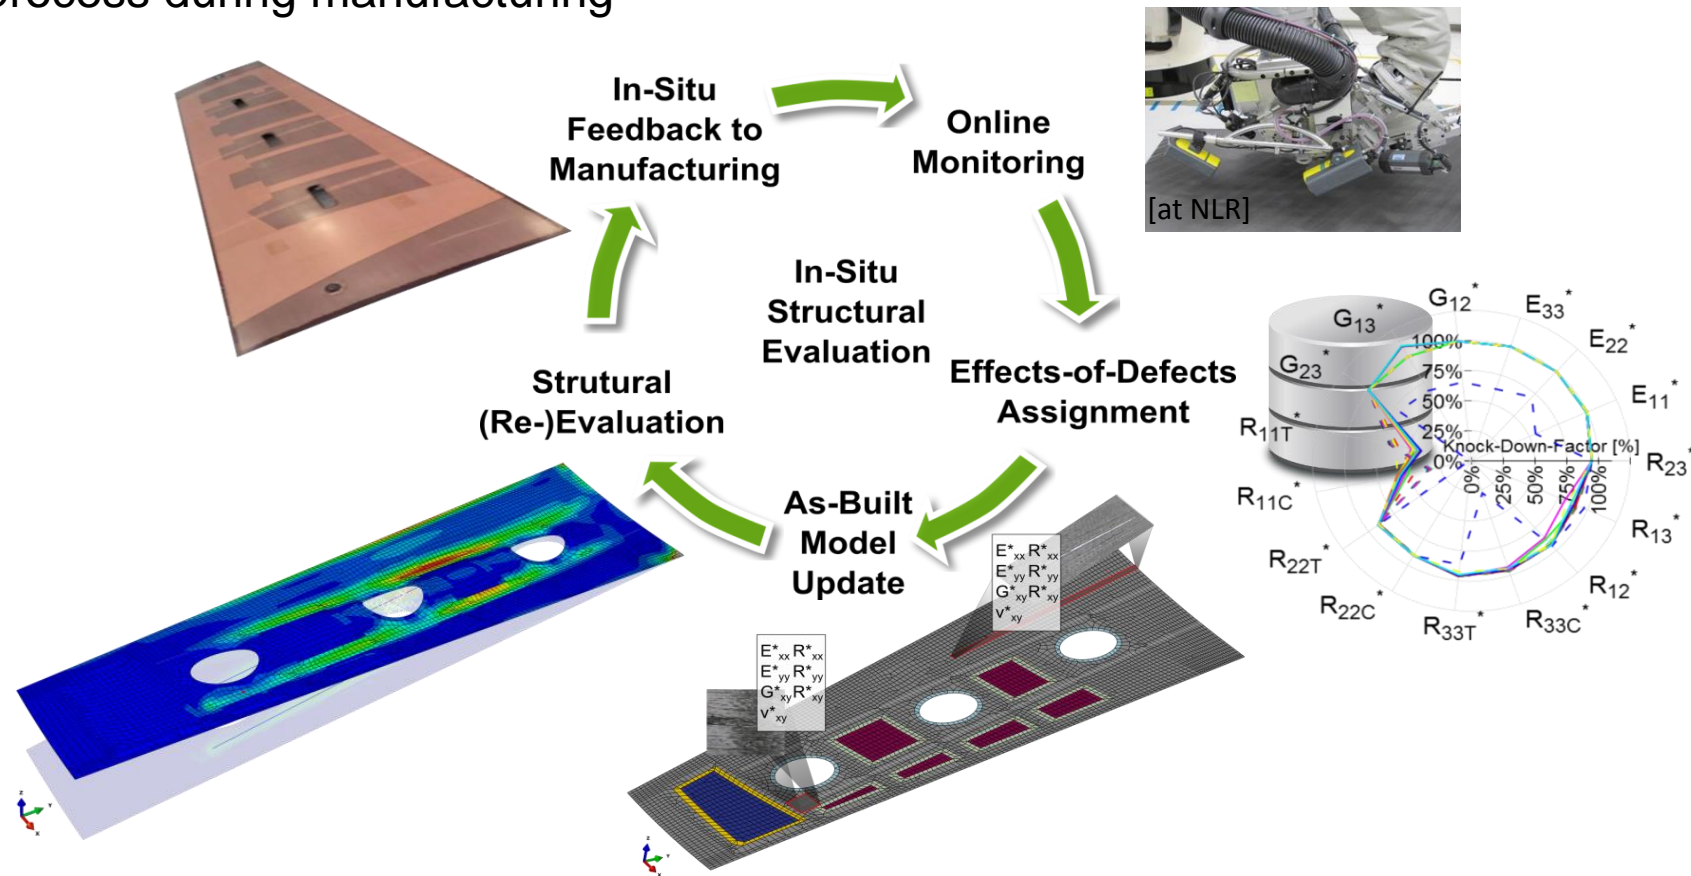 process during manufacturing
In-Situ
Feedback to
Manufacturing
Online
Monitoring
[at NLR]
In-Situ
Structural
Evaluation
Effects-of-Defects
Assignment
Strutural
(Re-)Evaluation
As-Built
Model
Update
G12*
G13*
E33*
E22*
G23*
E11*
R11T*
R23*
R11C*
R13*
R22T*
R12*
R22C*
R33T*
R33C*
100%
75%
50%
25%
0%
Knock-Down-Factor [%]
0% 25% 50% 75% 100%
E*xx R*xx
E*yy R*yy
G*xy R*xy
v*xy
E*xx R*xx
E*yy R*yy
G*xy R*xy
v*xy
Z
Y
X
Z
Y
X